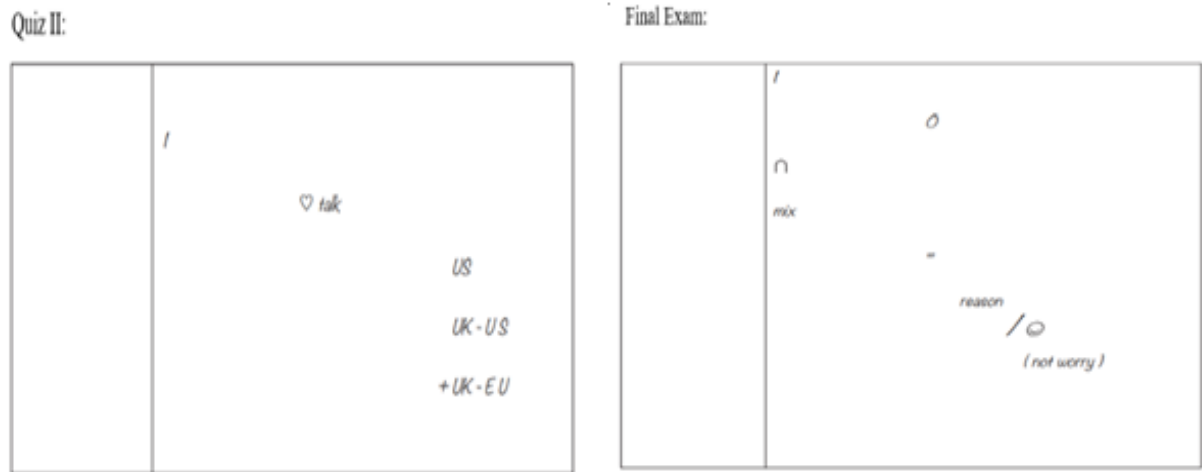 Quiz II:
I
♡ talk
US
UK - US
+ UK - EU
Final Exam:
I
O
∩
mix
=
reason
/
(not worry)